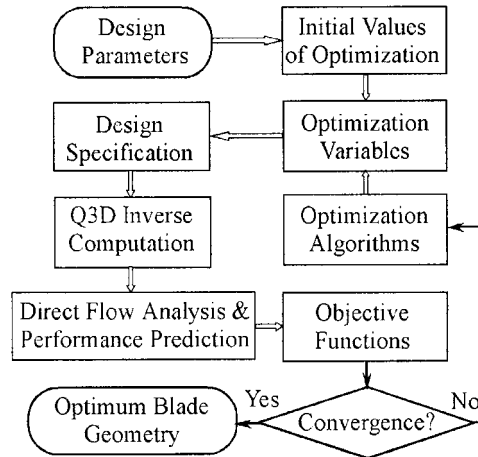 Design
Parameters
Initial Values
of Optimization
Design
Specification
Optimization
Variables
Q3D Inverse
Computation
Optimization
Algorithms
Direct Flow Analysis &
Performance Prediction
Objective
Functions
Optimum Blade
Geometry
Yes
Convergence?
No